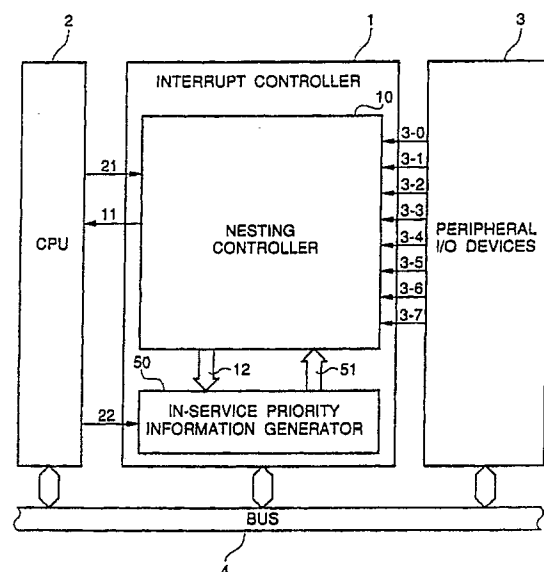 2
1
3
INTERRUPT CONTROLLER
10
3-0
3-1
21
3-2
11
3-3
CPU
NESTING
CONTROLLER
3-4
PERIPHERAL
I/O DEVICES
3-5
3-6
3-7
50
12
51
22
IN-SERVICE PRIORITY
INFORMATION GENERATOR
BUS
4